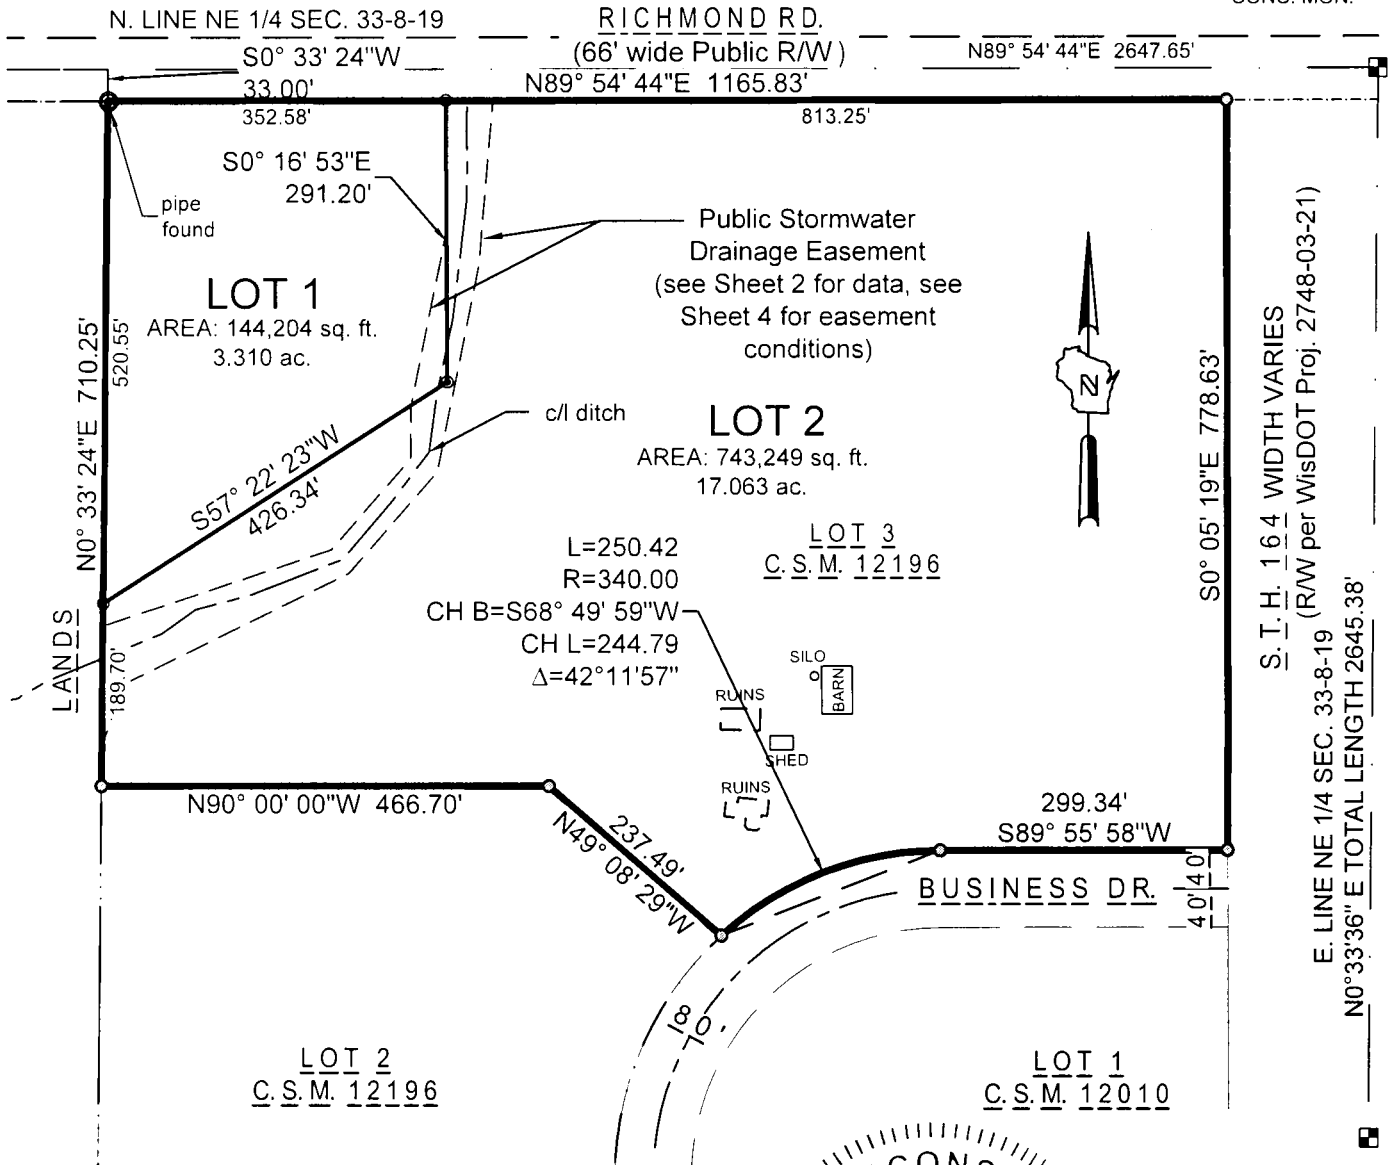 CONC. MON.
N. LINE NE 1/4 SEC. 33-8-19
RICHMOND RD.
(66' wide Public R/W)
N89° 54' 44"E 2647.65'
S0° 33' 24"W
33.00'
N89° 54' 44"E 1165.83'
352.58'
813.25'
S0° 16' 53"E
291.20'
pipe
found
Public Stormwater
Drainage Easement
(see Sheet 2 for data, see
Sheet 4 for easement
conditions)
LOT 1
AREA: 144,204 sq. ft.
3.310 ac.
N0° 33' 24"E 710.25'
520.55'
N
S0° 05' 19"E 778.63'
S. T. H. 164 WIDTH VARIES
(R/W per WisDOT Proj. 2748-03-21)
c/l ditch
LOT 2
AREA: 743,249 sq. ft.
17.063 ac.
S57° 22' 23"W
426.34'
LOT 3
C. S. M. 12196
L=250.42
R=340.00
CH B=S68° 49' 59"W
CH L=244.79
Δ=42°11'57"
LANDS
189.70'
SILO
BARN
RUINS
SHED
RUINS
E. LINE NE 1/4 SEC. 33-8-19
N0°33'36" E TOTAL LENGTH 2645.38'
N90° 00' 00"W 466.70'
237.49'
N49° 08' 29"W
299.34'
S89° 55' 58"W
BUSINESS DR.
40' 40'
80'
LOT 2
C. S. M. 12196
LOT 1
C. S. M. 12010
CONS